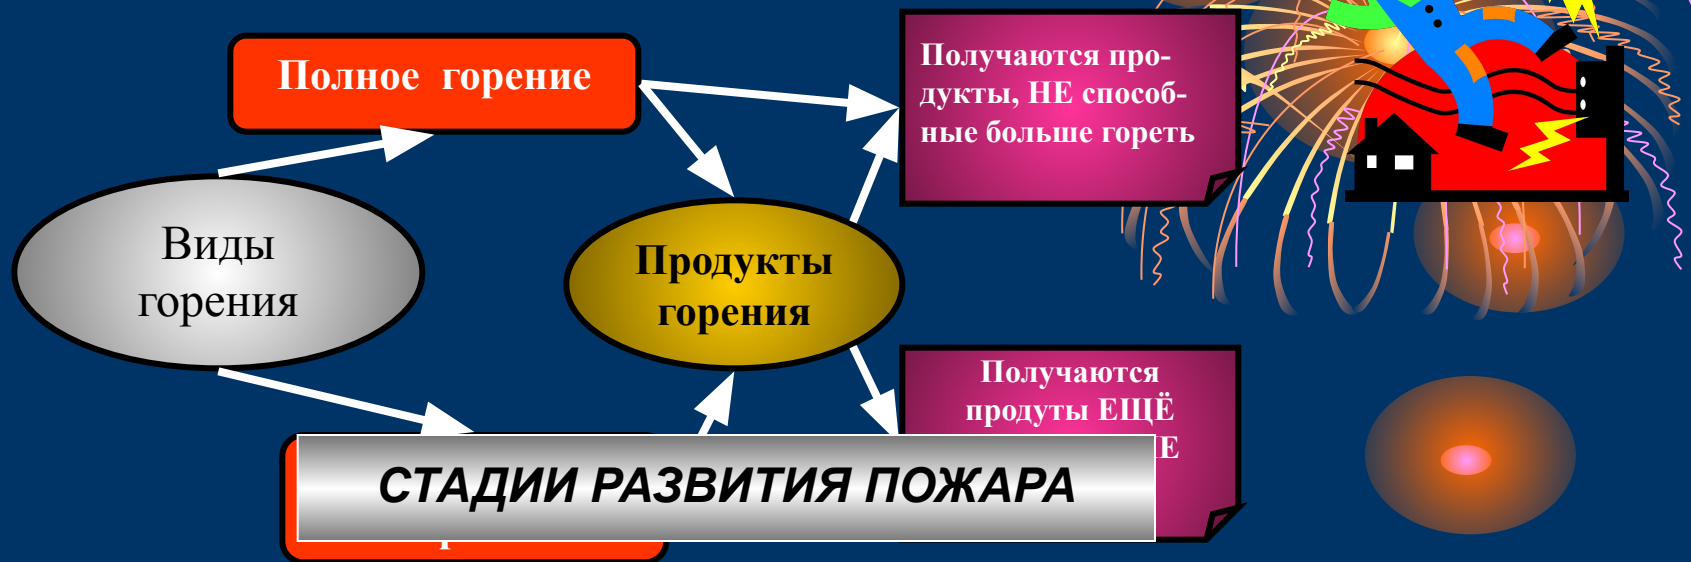 Полное горение
Получаются про-
дукты, НЕ способ-
ные больше гореть
Виды
горения
Продукты
горения
Получаются
продуты ЕЩЁ
СТАДИИ РАЗВИТИЯ ПОЖАРА